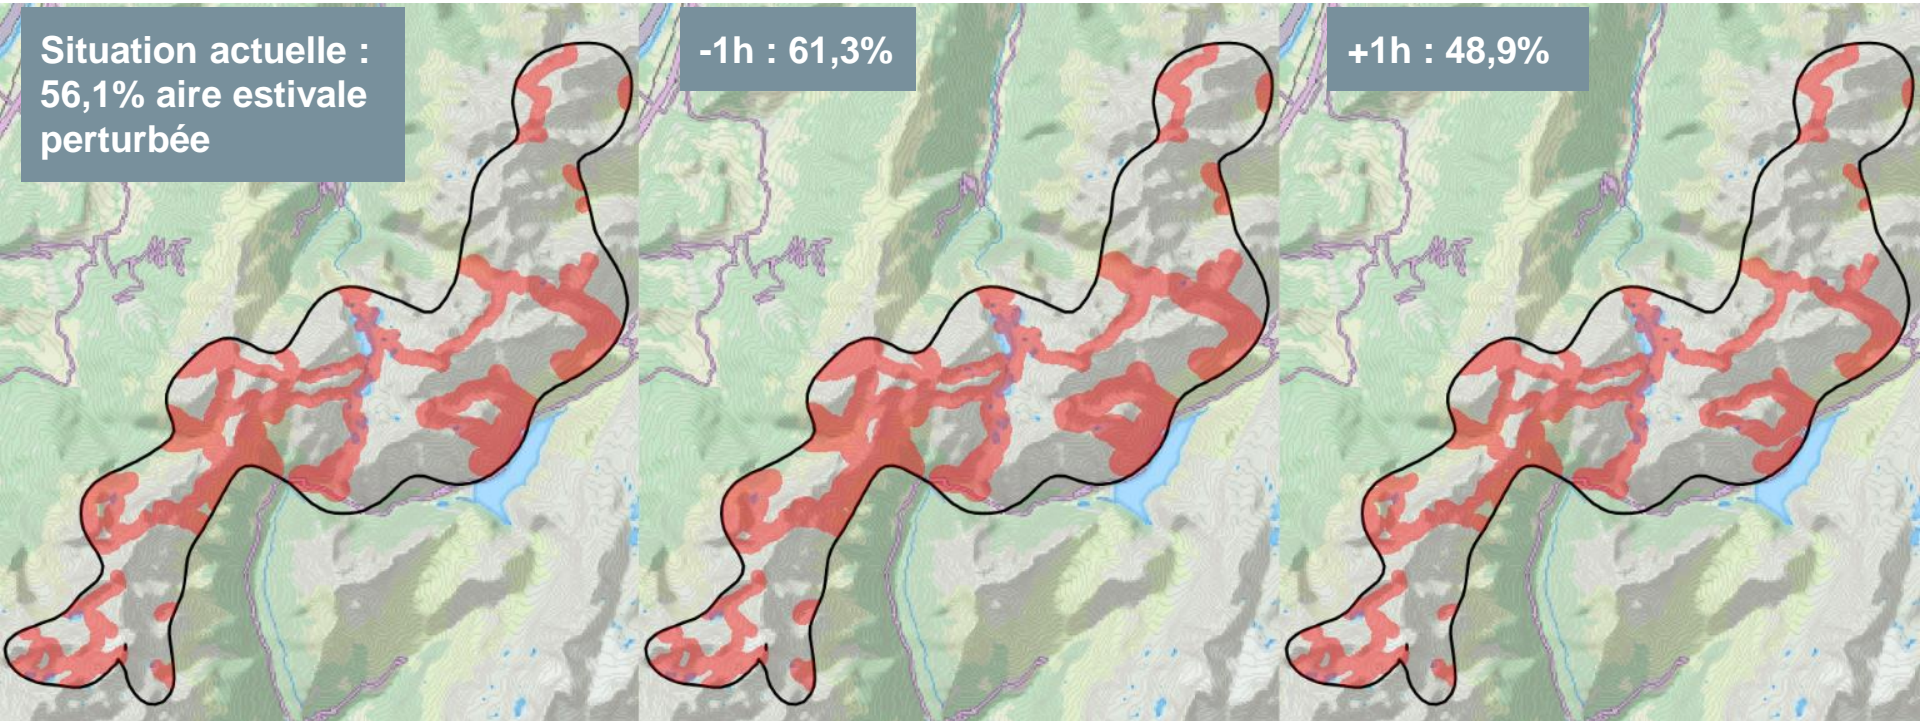 Situation actuelle :
56,1% aire estivale
perturbée
-1h : 61,3%
+1h : 48,9%